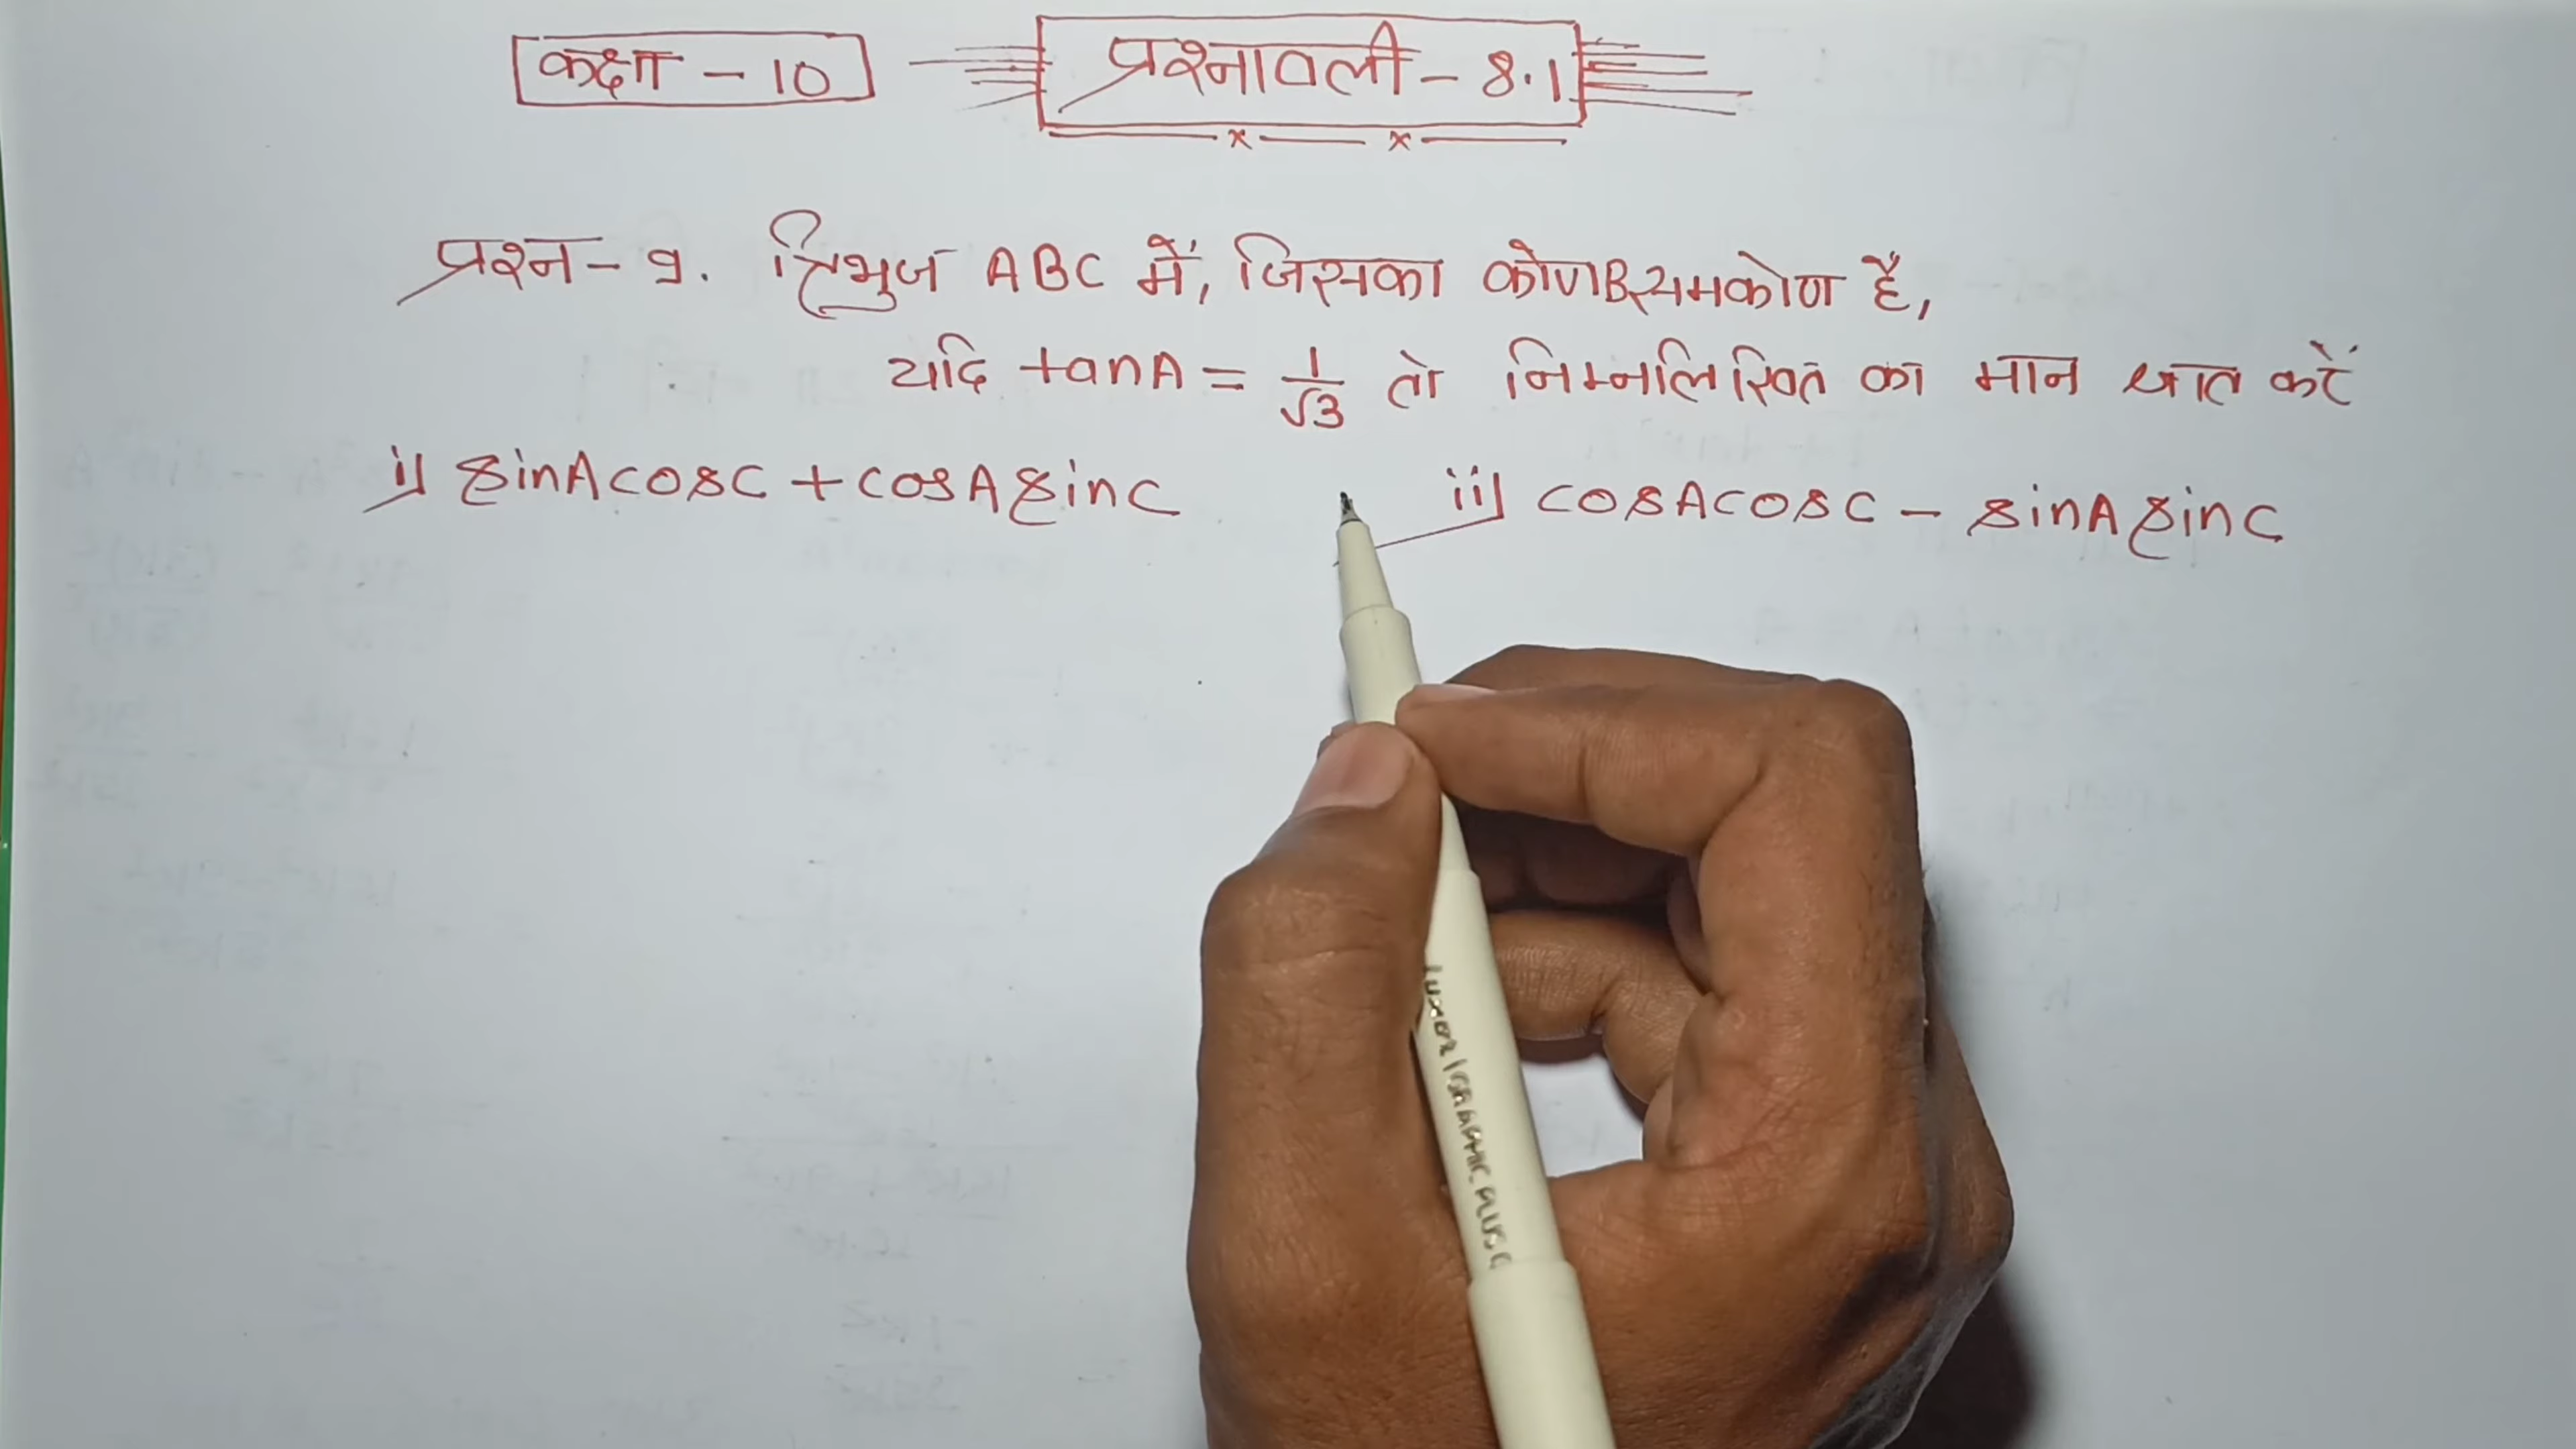 कक्षा - 10
प्रश्नावली - 8.1
प्रश्न - 9. त्रिभुज ABC में, जिसका कोण B समकोण है,
यदि tanA = 1/√3 तो निम्नलिखित का मान ज्ञात करें
i) sinAcosC + cosAsinC
ii) cosAcosC - sinAsinC
luxor